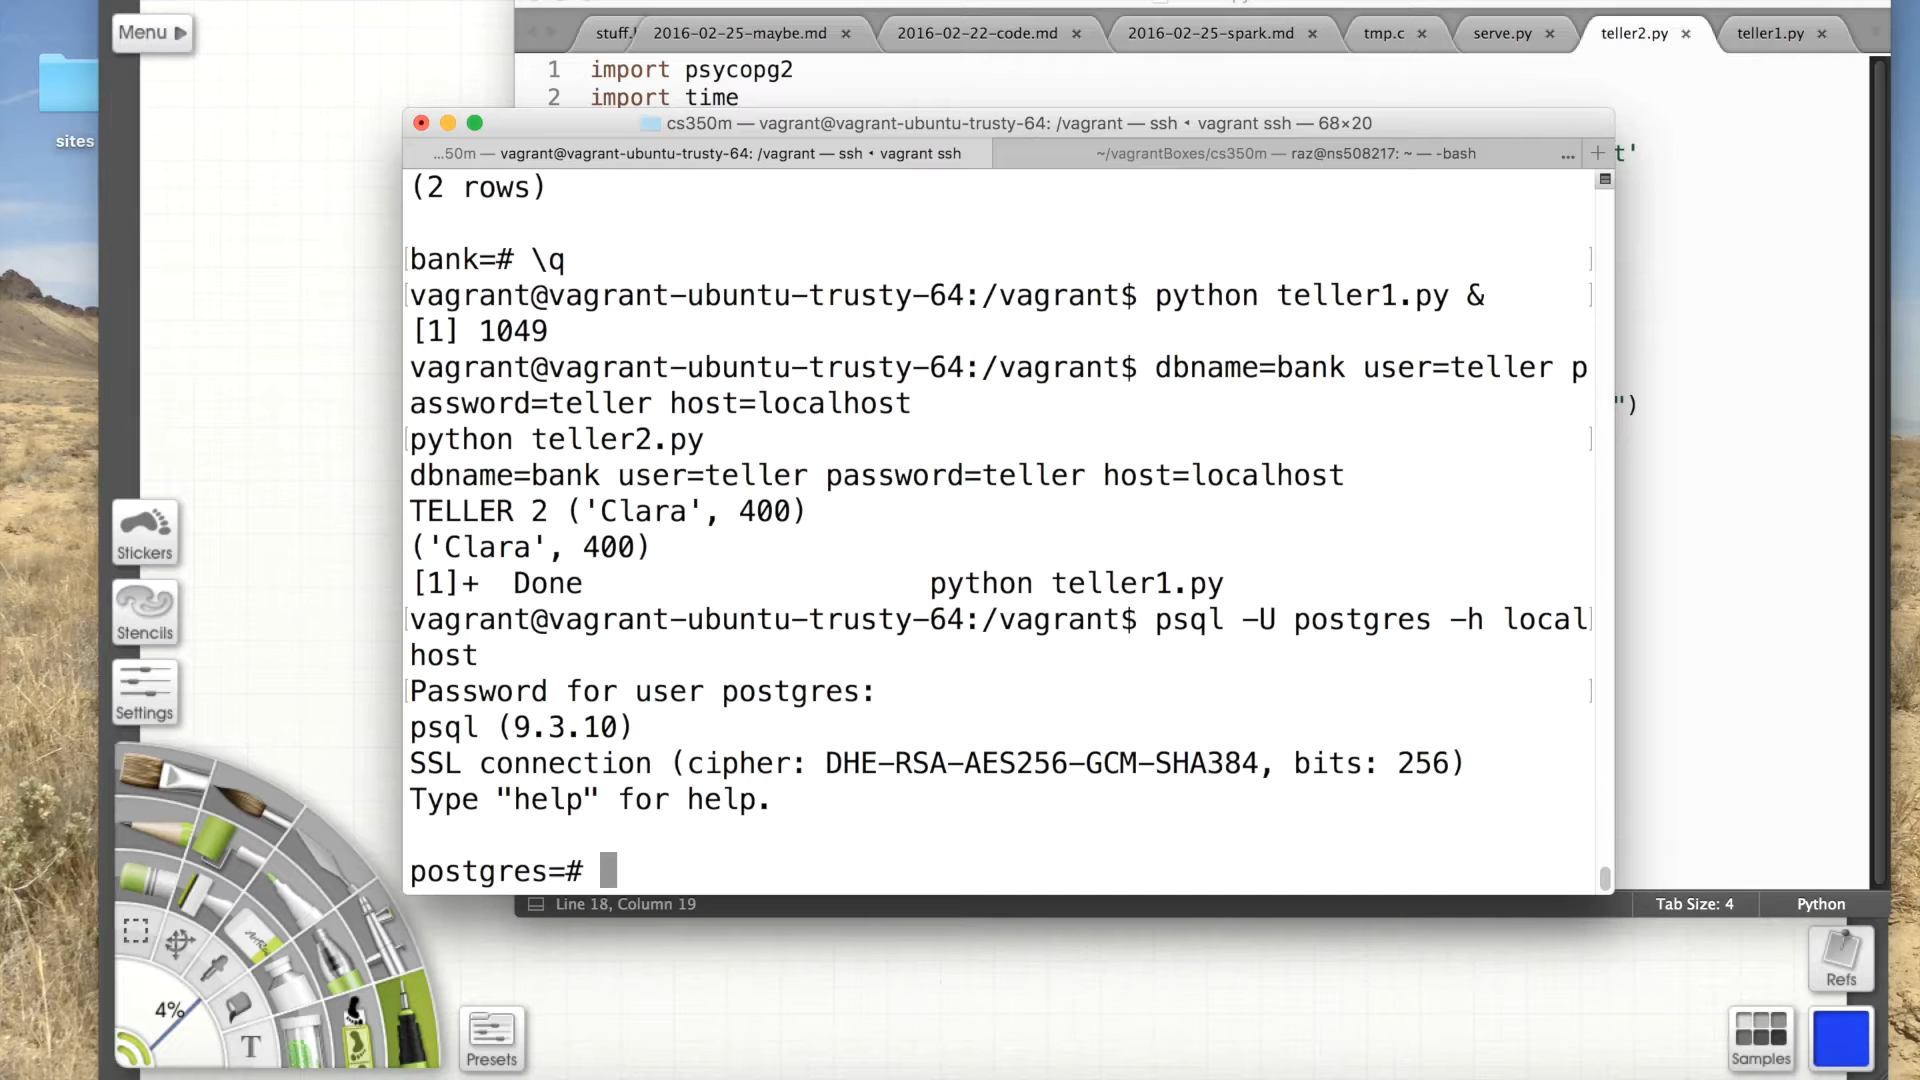 Menu
stuff.
2016-02-25-maybe.md
2016-02-22-code.md
2016-02-25-spark.md
tmp.c
serve.py
teller2.py
teller1.py
1 import psycopg2
2 import time
sites
cs350m — vagrant@vagrant-ubuntu-trusty-64: /vagrant — ssh ‹ vagrant ssh — 68×20
...50m — vagrant@vagrant-ubuntu-trusty-64: /vagrant — ssh ‹ vagrant ssh
~/vagrantBoxes/cs350m — raz@ns508217: ~ — -bash ...
t'
(2 rows)
bank=# \q
vagrant@vagrant-ubuntu-trusty-64:/vagrant$ python teller1.py &
[1] 1049
vagrant@vagrant-ubuntu-trusty-64:/vagrant$ dbname=bank user=teller p
assword=teller host=localhost
")
python teller2.py
dbname=bank user=teller password=teller host=localhost
TELLER 2 ('Clara', 400)
('Clara', 400)
[1]+  Done                    python teller1.py
vagrant@vagrant-ubuntu-trusty-64:/vagrant$ psql -U postgres -h local
host
Password for user postgres:
psql (9.3.10)
SSL connection (cipher: DHE-RSA-AES256-GCM-SHA384, bits: 256)
Type "help" for help.
postgres=#
Line 18, Column 19
Tab Size: 4
Python
Stickers
Stencils
Settings
4%
T
Presets
Refs
Samples